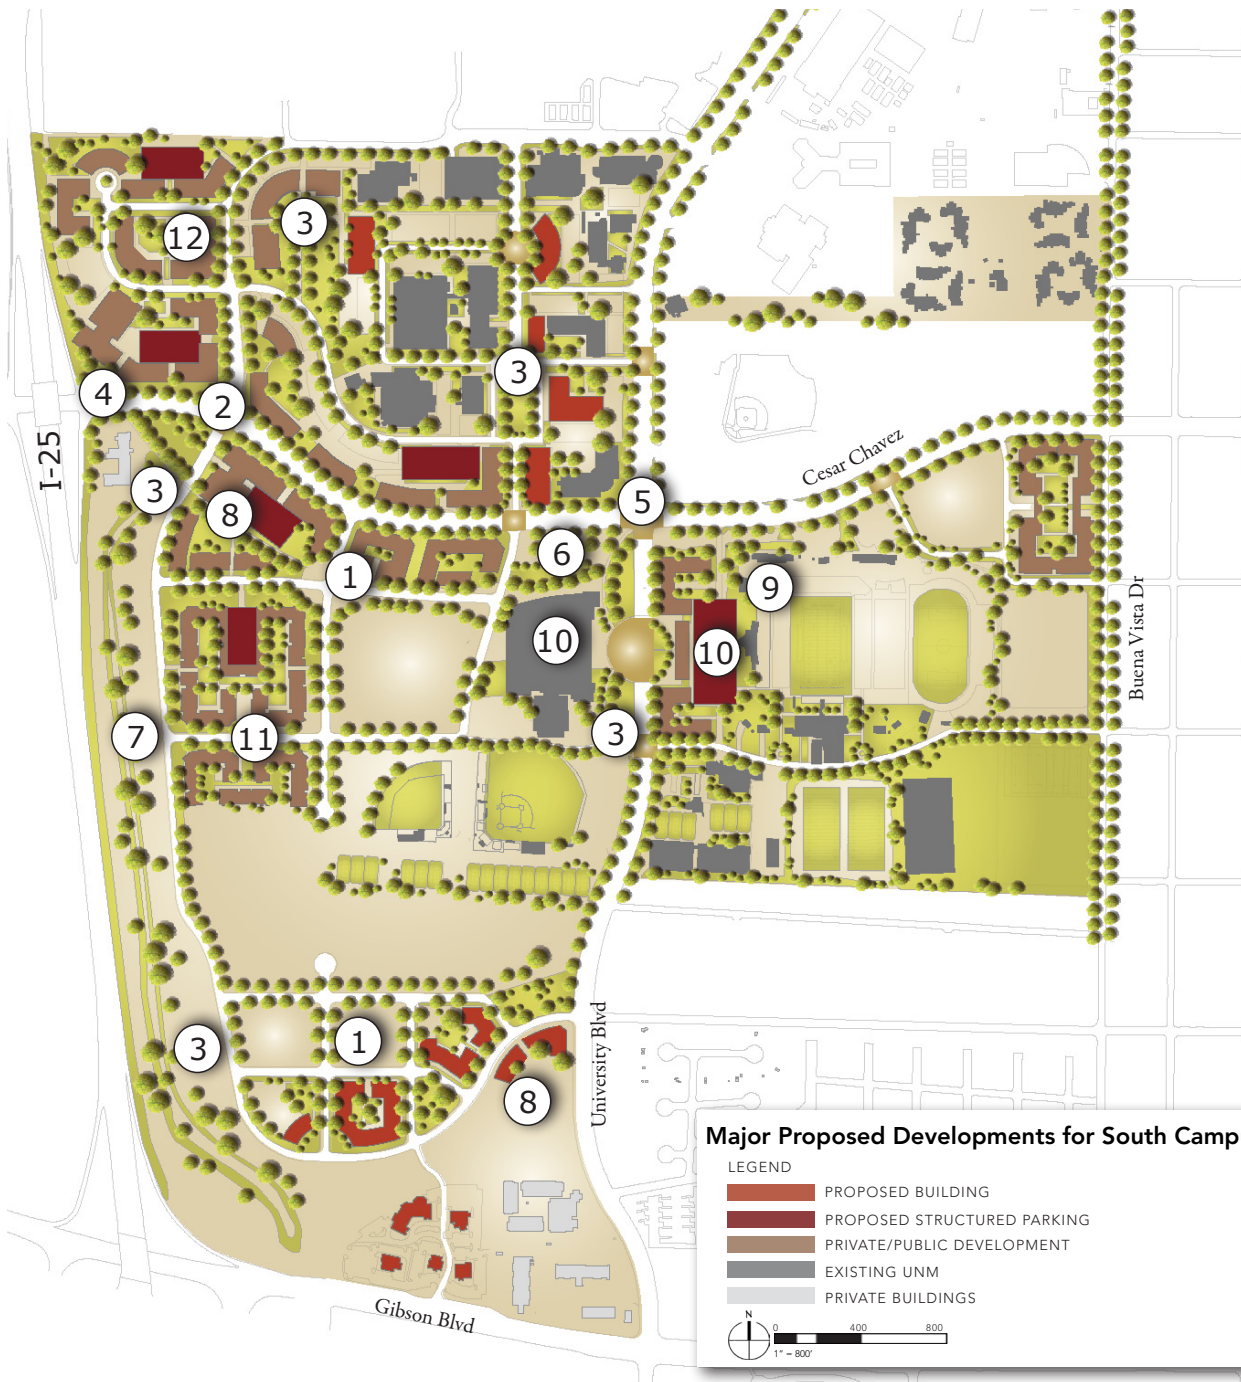 12
3
3
4
2
I-25
3
8
5
Cesar Chavez
6
1
9
10
10
Buena Vista Dr
7
11
3
3
1
University Blvd
8
Major Proposed Developments for South Camp
LEGEND
PROPOSED BUILDING
PROPOSED STRUCTURED PARKING
PRIVATE/PUBLIC DEVELOPMENT
EXISTING UNM
PRIVATE BUILDINGS
N
0 400 800
1" = 800'
Gibson Blvd